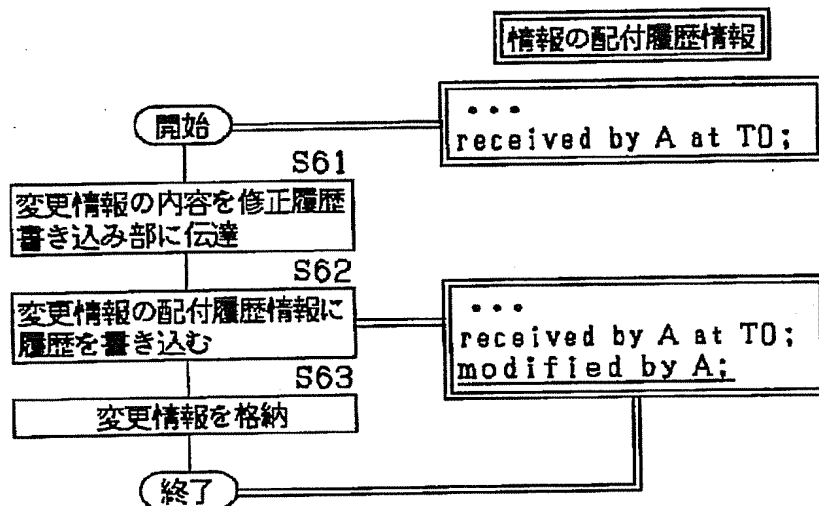 情報の配付履歴情報
開始
•••
received by A at T0;
S61
変更情報の内容を修正履歴
書き込み部に伝達
S62
変更情報の配付履歴情報に
履歴を書き込む
•••
received by A at T0;
modified by A;
S63
変更情報を格納
終了